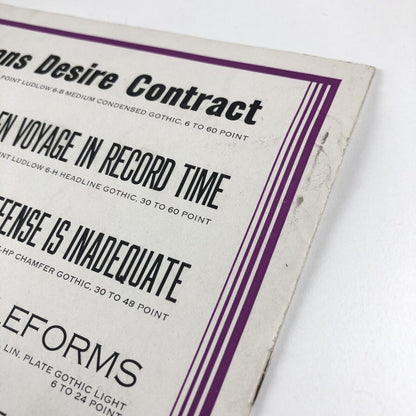 ons Desire Contract
POINT LUDLOW 6-B MEDIUM CONDENSED GOTHIC, 6 TO 60 POINT
EN VOYAGE IN RECORD TIME
INT LUDLOW 6-H HEADLINE GOTHIC, 30 TO 60 POINT
EFENSE IS INADEQUATE
-HP CHAMFER GOTHIC, 30 TO 48 POINT
LEFORMS
LIN. PLATE GOTHIC LIGHT
6 TO 24 POINT